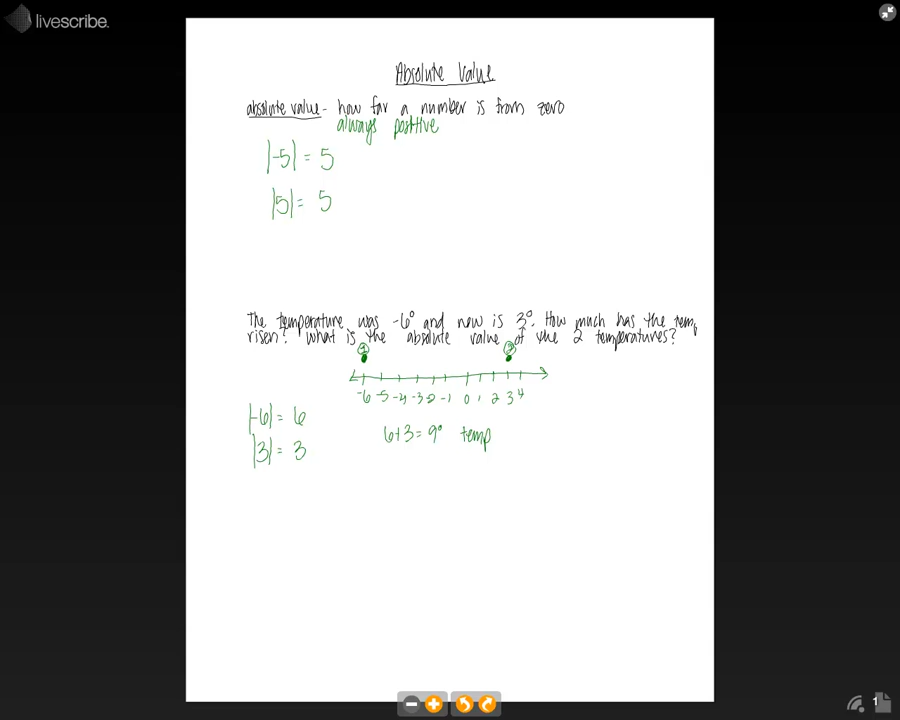 livescribe.
Absolute Value
absolute value - how far a number is from zero
always positive
|-5| = 5
|5| = 5
The temperature was -6° and now is 3°. How much has the temp
risen? What is the absolute value of the 2 temperatures?
-6 -5 -4 -3 -2 -1 0 1 2 3 4
|-6| = 6
6+3 = 9° temp
|3| = 3
1